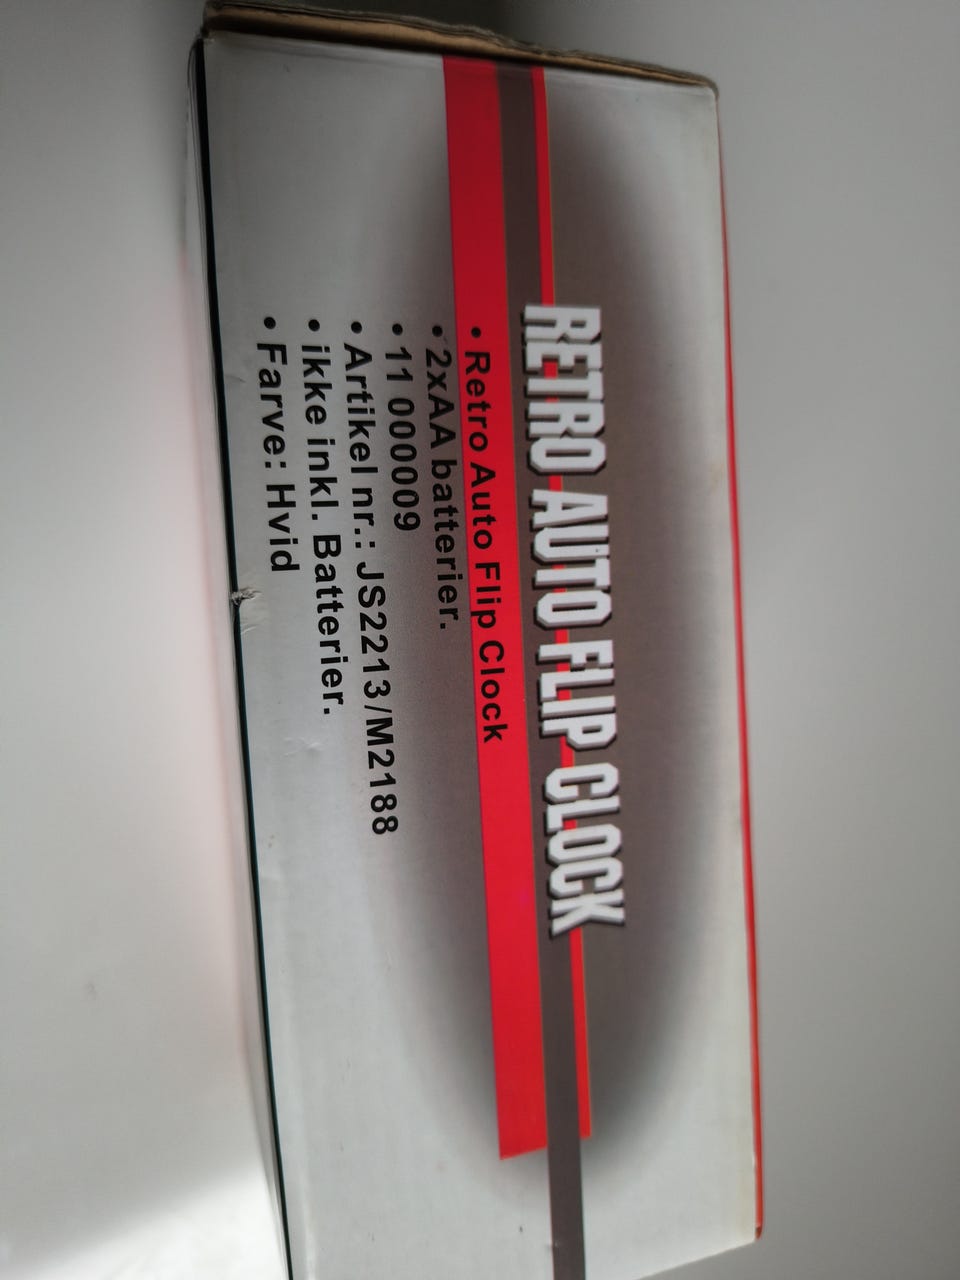 RETRO AUTO FLIP CLOCK
• Retro Auto Flip Clock
• 2xAA batterier.
• 11 000009
• Artikel nr.: JS2213/M2188
• ikke inkl. Batterier.
• Farve: Hvid